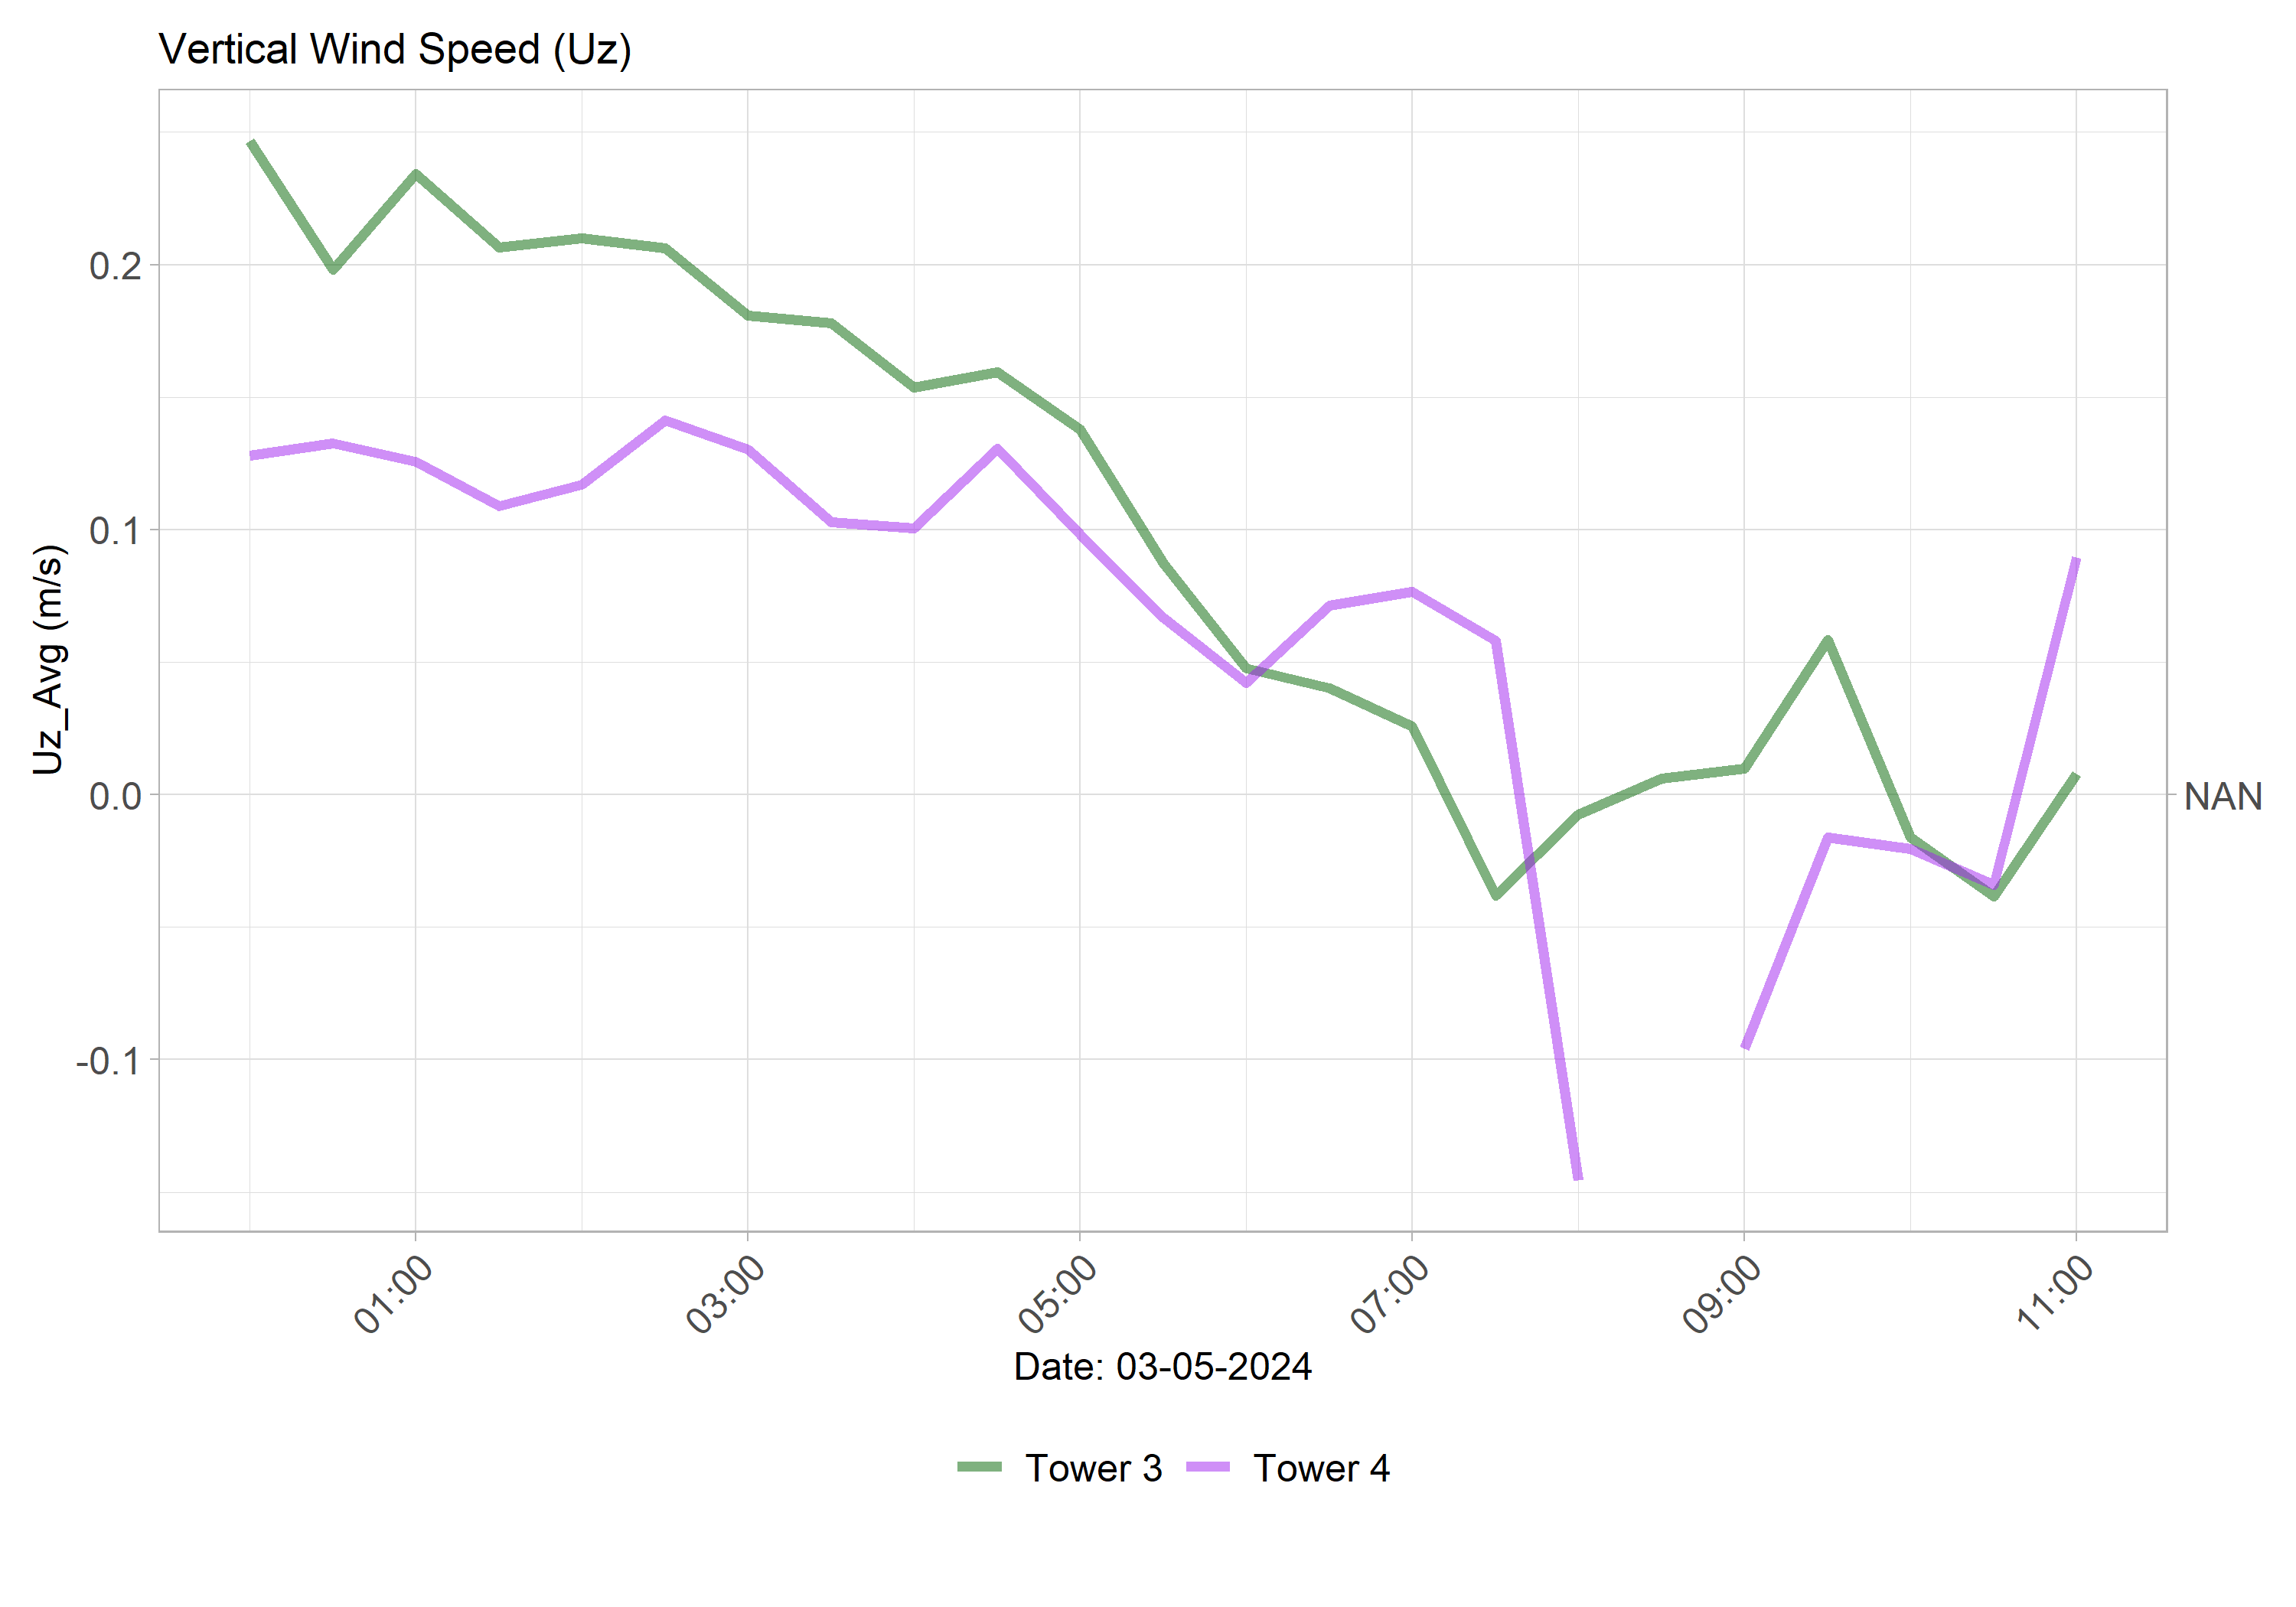 Vertical Wind Speed (Uz)
Uz_Avg (m/s)
0.2
0.1
0.0
-0.1
NAN
01:00
03:00
05:00
07:00
09:00
11:00
Date: 03-05-2024
Tower 3
Tower 4